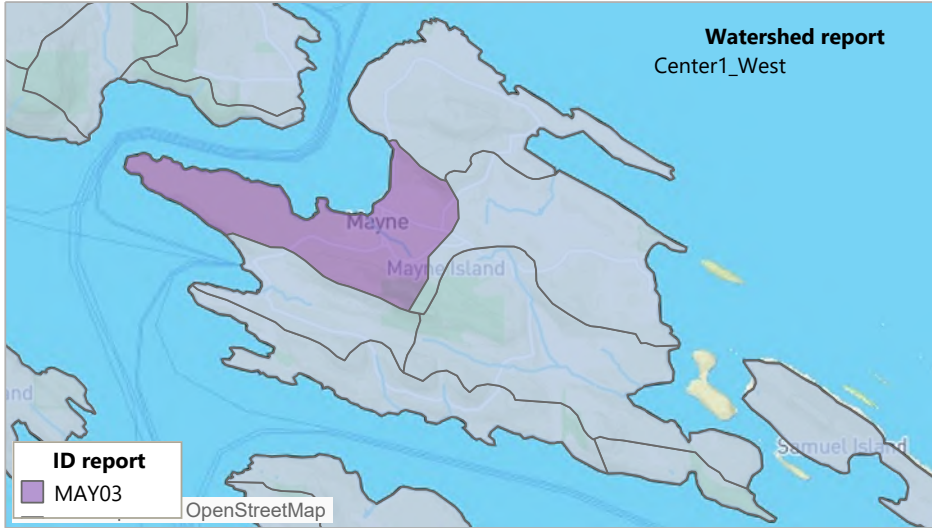 Watershed report
Center1_West
Mayne
Mayne Island
Samuel Island
ID report
MAY03
OpenStreetMap